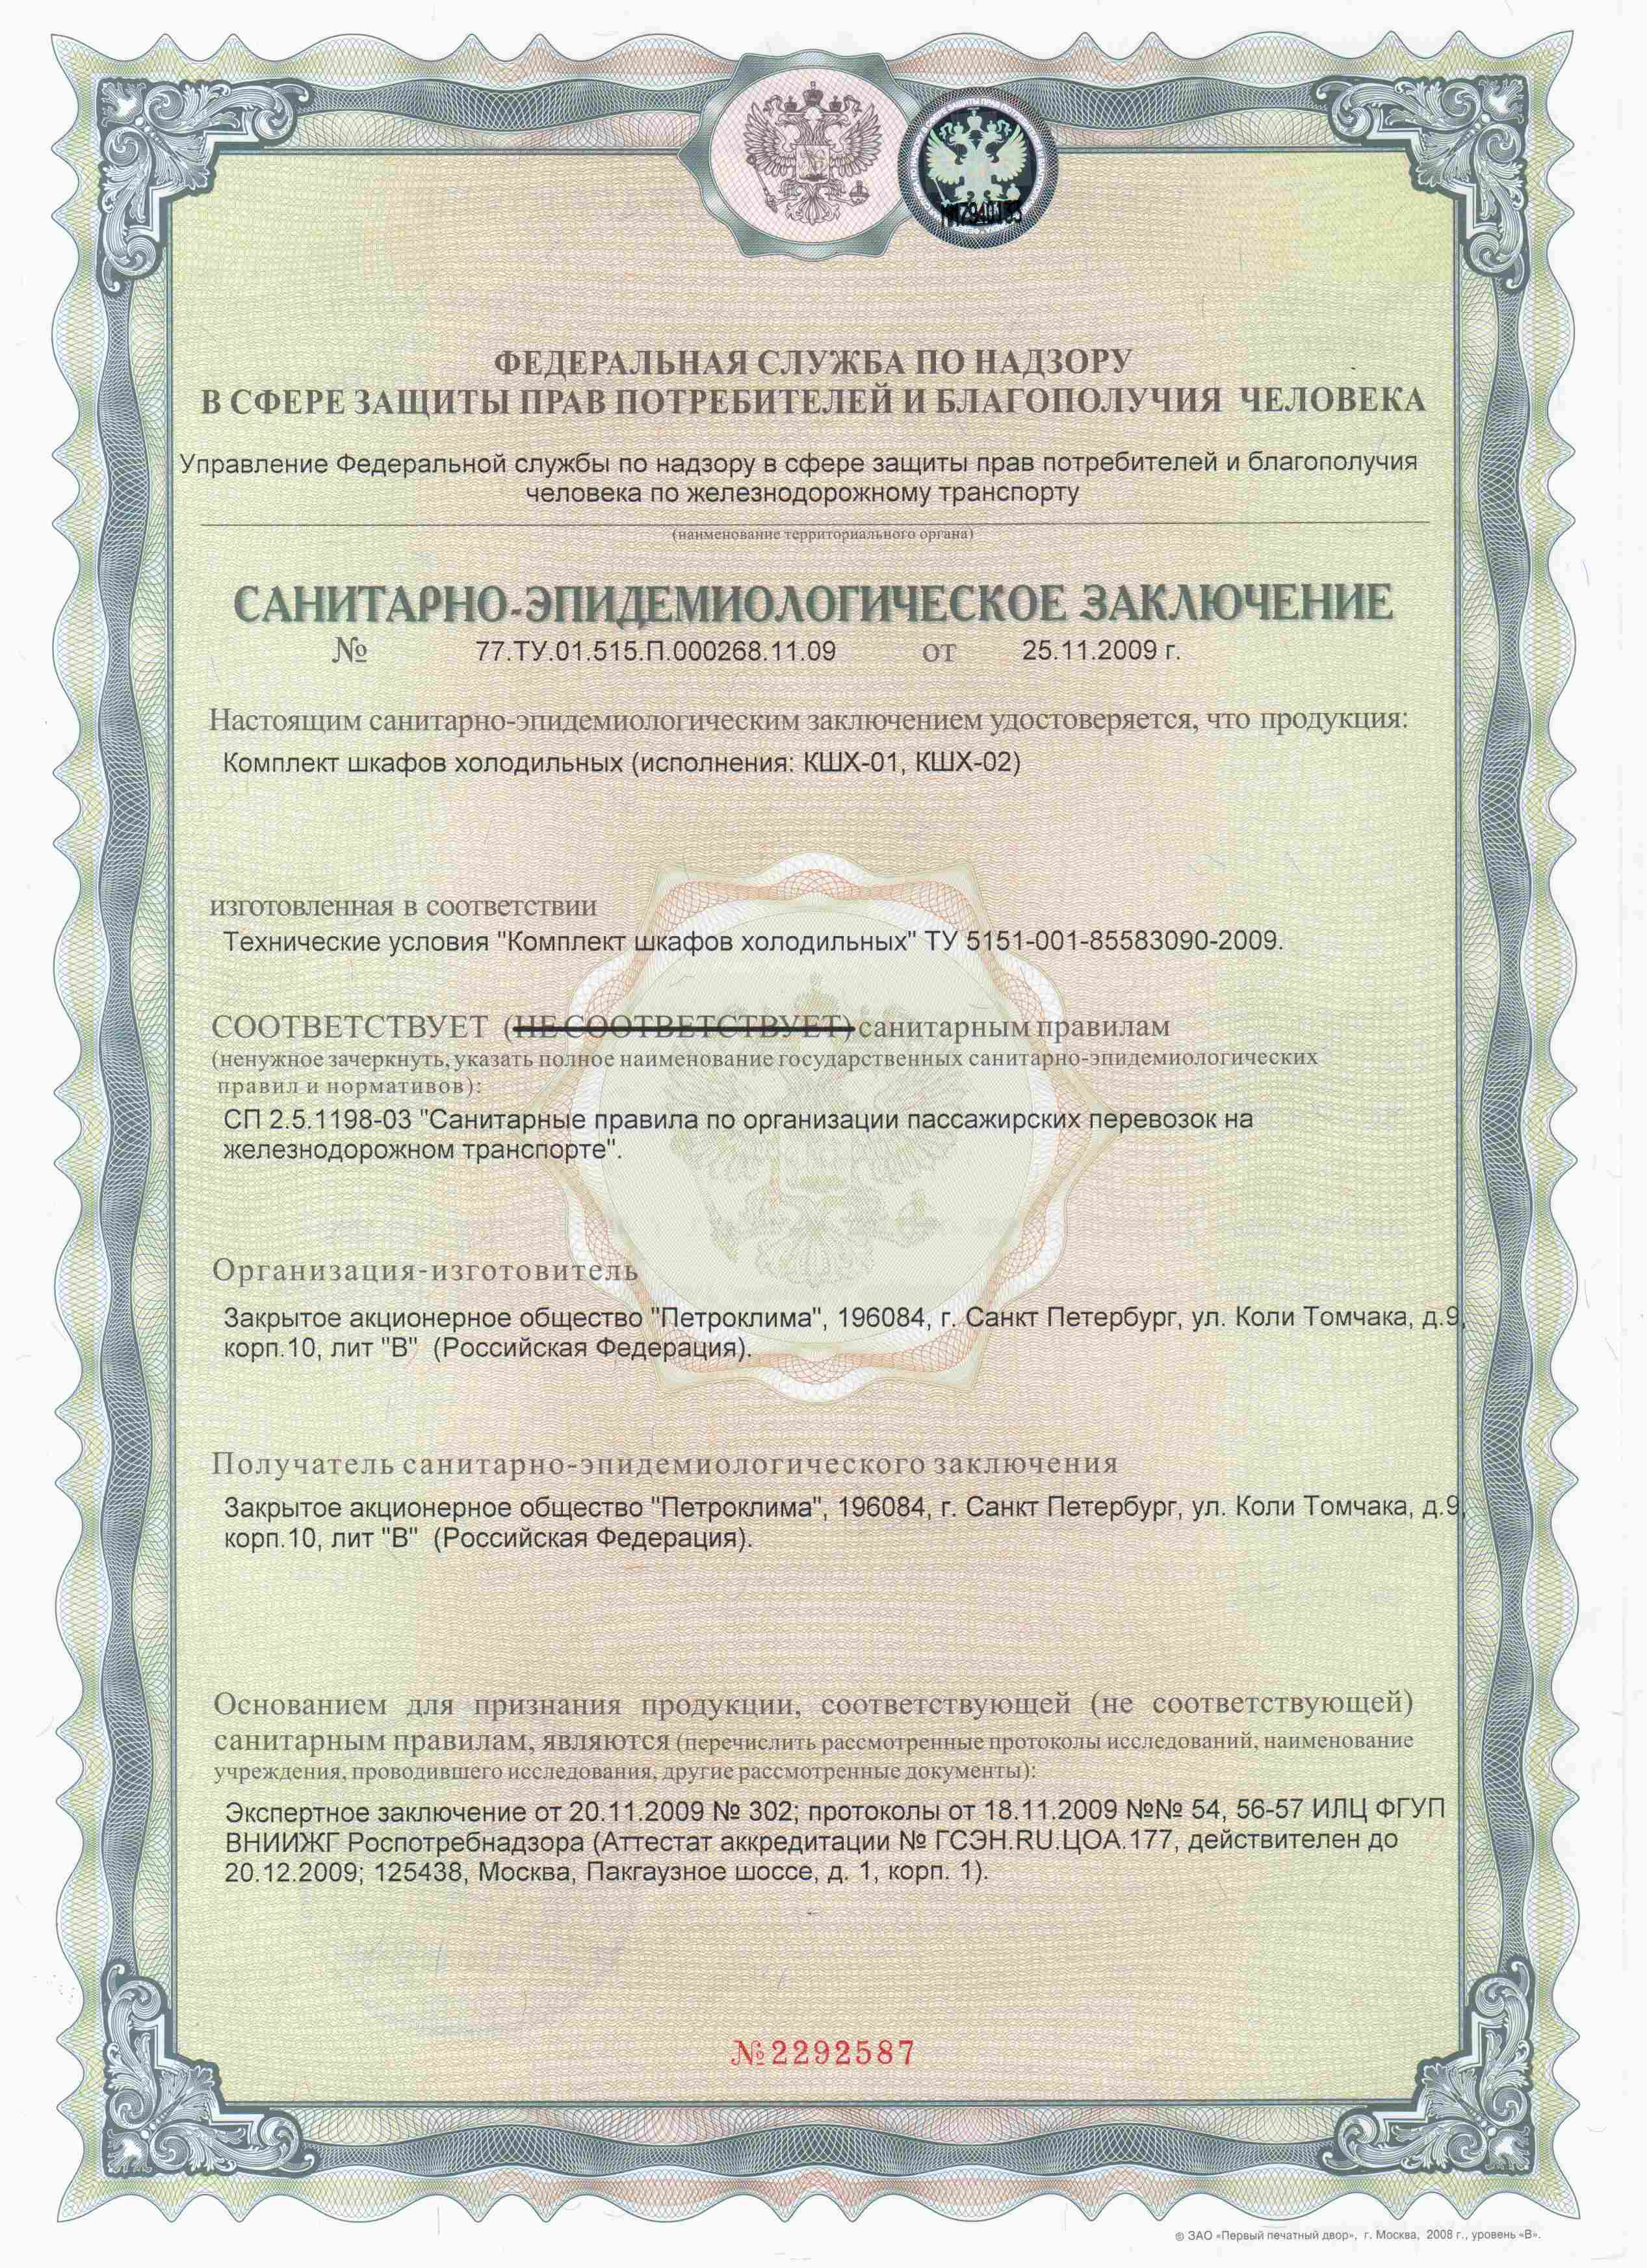 ФЕДЕРАЛЬНАЯ СЛУЖБА ПО НАДЗОРУ
В СФЕРЕ ЗАЩИТЫ ПРАВ ПОТРЕБИТЕЛЕЙ И БЛАГОПОЛУЧИЯ ЧЕЛОВЕКА
Управление Федеральной службы по надзору в сфере защиты прав потребителей и благополучия
человека по железнодорожному транспорту
(наименование территориального органа)
САНИТАРНО-ЭПИДЕМИОЛОГИЧЕСКОЕ ЗАКЛЮЧЕНИЕ
№ 77.ТУ.01.515.П.000268.11.09 от 25.11.2009 г.
Настоящим санитарно-эпидемиологическим заключением удостоверяется, что продукция:
Комплект шкафов холодильных (исполнения: КШХ-01, КШХ-02)
изготовленная в соответствии
Технические условия "Комплект шкафов холодильных" ТУ 5151-001-85583090-2009.
СООТВЕТСТВУЕТ (НЕ СООТВЕТСТВУЕТ) санитарным правилам
(ненужное зачеркнуть, указать полное наименование государственных санитарно-эпидемиологических
правил и нормативов):
СП 2.5.1198-03 "Санитарные правила по организации пассажирских перевозок на
железнодорожном транспорте".
Организация-изготовитель
Закрытое акционерное общество "Петроклима", 196084, г. Санкт Петербург, ул. Коли Томчака, д.9,
корп.10, лит "В" (Российская Федерация).
Получатель санитарно-эпидемиологического заключения
Закрытое акционерное общество "Петроклима", 196084, г. Санкт Петербург, ул. Коли Томчака, д.9,
корп.10, лит "В" (Российская Федерация).
Основанием для признания продукции, соответствующей (не соответствующей)
санитарным правилам, являются (перечислить рассмотренные протоколы исследований, наименование
учреждения, проводившего исследования, другие рассмотренные документы):
Экспертное заключение от 20.11.2009 № 302; протоколы от 18.11.2009 №№ 54, 56-57 ИЛЦ ФГУП
ВНИИЖГ Роспотребнадзора (Аттестат аккредитации № ГСЭН.RU.ЦОА.177, действителен до
20.12.2009; 125438, Москва, Пакгаузное шоссе, д. 1, корп. 1).
№2292587
© ЗАО «Первый печатный двор», г. Москва, 2008 г., уровень «В».